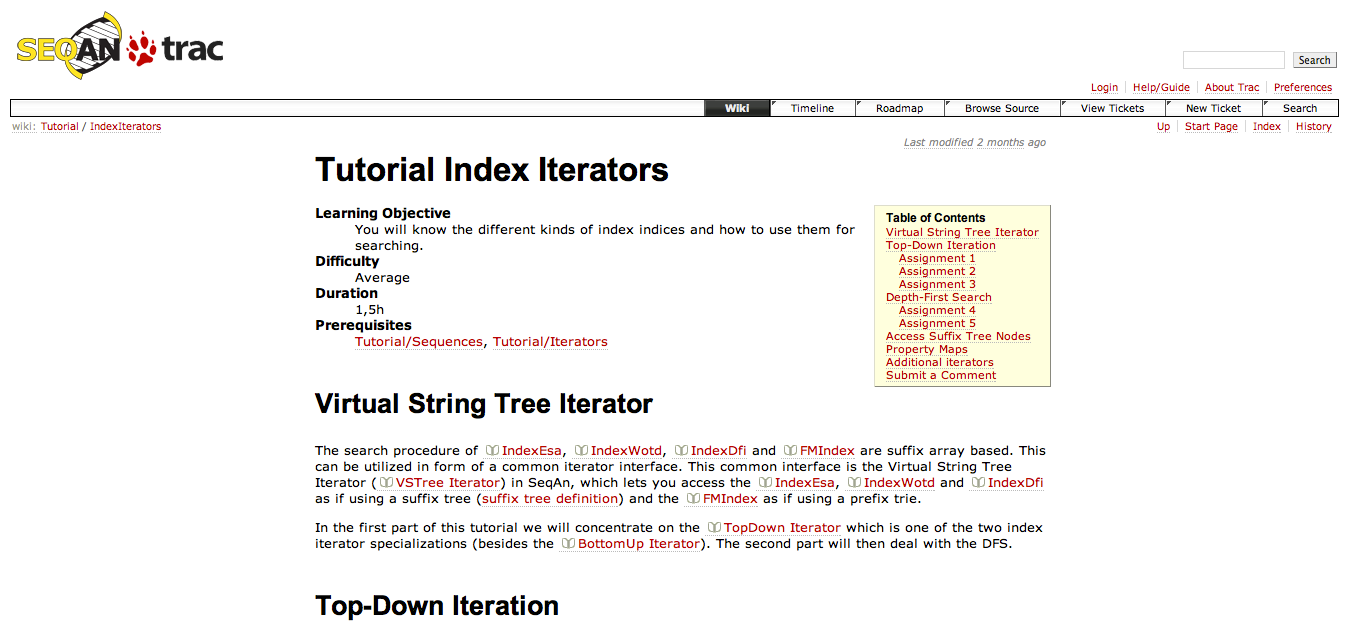 SEQAN trac
Search
Login Help/Guide About Trac Preferences
Wiki Timeline Roadmap Browse Source View Tickets New Ticket Search
wiki: Tutorial / IndexIterators
Up Start Page Index History
Last modified 2 months ago
Tutorial Index Iterators
Learning Objective
You will know the different kinds of index indices and how to use them for
searching.
Difficulty
Average
Duration
1,5h
Prerequisites
Tutorial/Sequences, Tutorial/Iterators
Table of Contents
Virtual String Tree Iterator
Top-Down Iteration
Assignment 1
Assignment 2
Assignment 3
Depth-First Search
Assignment 4
Assignment 5
Access Suffix Tree Nodes
Property Maps
Additional iterators
Submit a Comment
Virtual String Tree Iterator
The search procedure of IndexEsa, IndexWotd, IndexDfi and FMIndex are suffix array based. This
can be utilized in form of a common iterator interface. This common interface is the Virtual String Tree
Iterator ( VSTree Iterator) in SeqAn, which lets you access the IndexEsa, IndexWotd and IndexDfi
as if using a suffix tree (suffix tree definition) and the FMIndex as if using a prefix trie.
In the first part of this tutorial we will concentrate on the TopDown Iterator which is one of the two index
iterator specializations (besides the BottomUp Iterator). The second part will then deal with the DFS.
Top-Down Iteration